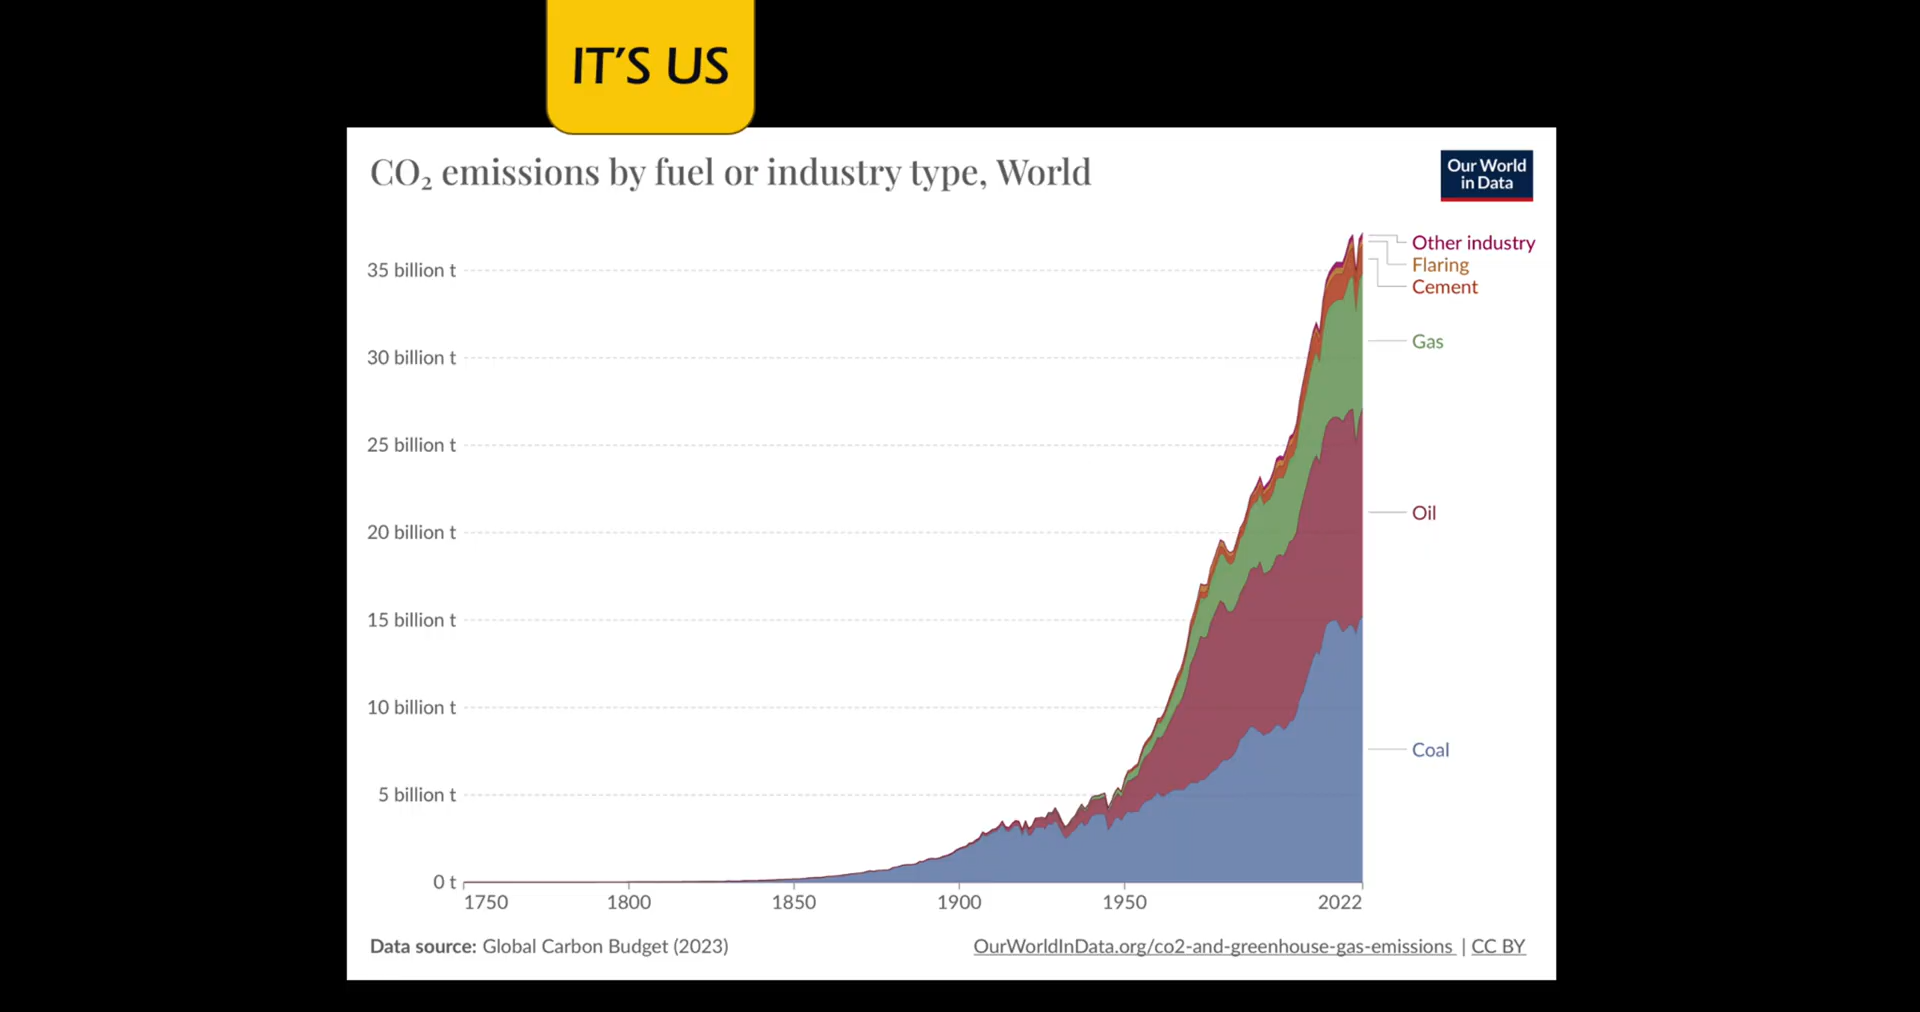 IT'S US
CO₂ emissions by fuel or industry type, World
Our World
in Data
35 billion t
30 billion t
25 billion t
20 billion t
15 billion t
10 billion t
5 billion t
0 t
1750
1800
1850
1900
1950
2022
Other industry
Flaring
Cement
Gas
Oil
Coal
Data source: Global Carbon Budget (2023)
OurWorldInData.org/co2-and-greenhouse-gas-emissions | CC BY